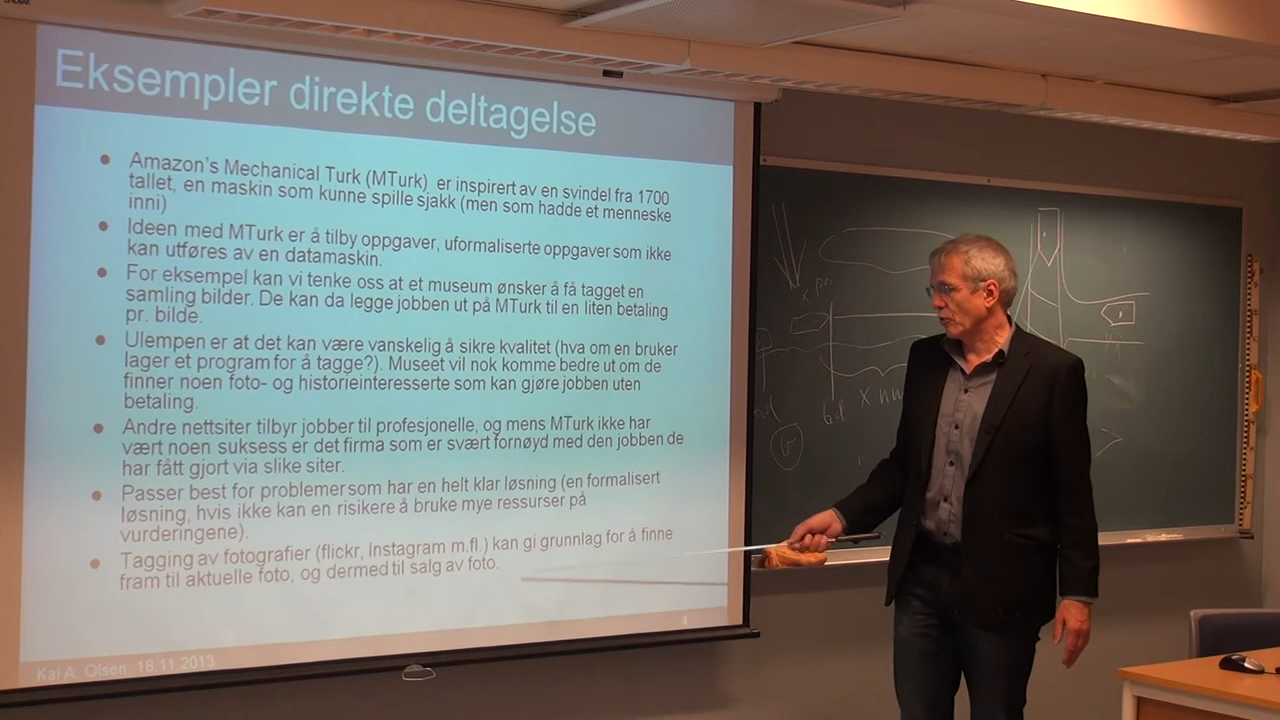 Eksempler direkte deltagelse
Amazon's Mechanical Turk (MTurk) er inspirert av en svindel fra 1700
tallet, en maskin som kunne spille sjakk (men som hadde et menneske
inni)
Ideen med MTurk er å tilby oppgaver, uformaliserte oppgaver som ikke
kan utføres av en datamaskin.
For eksempel kan vi tenke oss at et museum ønsker å få tagget en
samling bilder. De kan da legge jobben ut på MTurk til en liten betaling
pr. bilde.
Ulempen er at det kan være vanskelig å sikre kvalitet (hva om en bruker
lager et program for å tagge?). Museet vil nok komme bedre ut om de
finner noen foto- og historieinteresserte som kan gjøre jobben uten
betaling.
Andre nettsiter tilbyr jobber til profesjonelle, og mens MTurk ikke har
vært noen suksess er det firma som er svært fornøyd med den jobben de
har fått gjort via slike siter.
Passer best for problemer som har en helt klar løsning (en formalisert
løsning, hvis ikke kan en risikere å bruke mye ressurser på
vurderingene).
Tagging av fotografier (flickr, Instagram m.fl.) kan gi grunnlag for å finne
fram til aktuelle foto, og dermed til salg av foto.
4
Kai A. Olsen, 18.11.2013